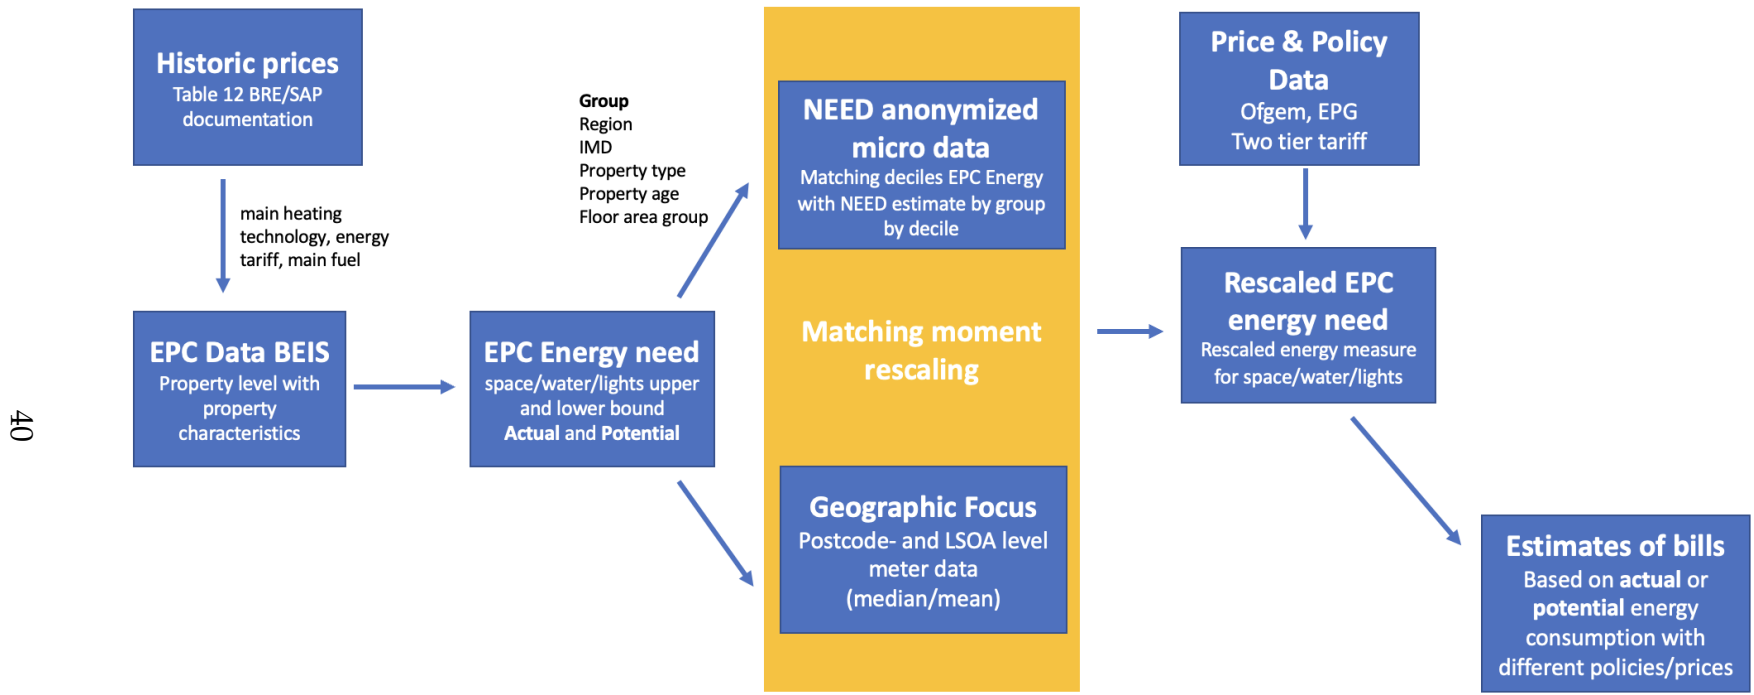 Historic prices
Table 12 BRE/SAP
documentation
main heating
technology, energy
tariff, main fuel
EPC Data BEIS
Property level with
property
characteristics
EPC Energy need
space/water/lights upper
and lower bound
Actual and Potential
Group
Region
IMD
Property type
Property age
Floor area group
NEED anonymized
micro data
Matching deciles EPC Energy
with NEED estimate by group
by decile
Matching moment
rescaling
Geographic Focus
Postcode- and LSOA level
meter data
(median/mean)
Price & Policy
Data
Ofgem, EPG
Two tier tariff
Rescaled EPC
energy need
Rescaled energy measure
for space/water/lights
Estimates of bills
Based on actual or
potential energy
consumption with
different policies/prices
40